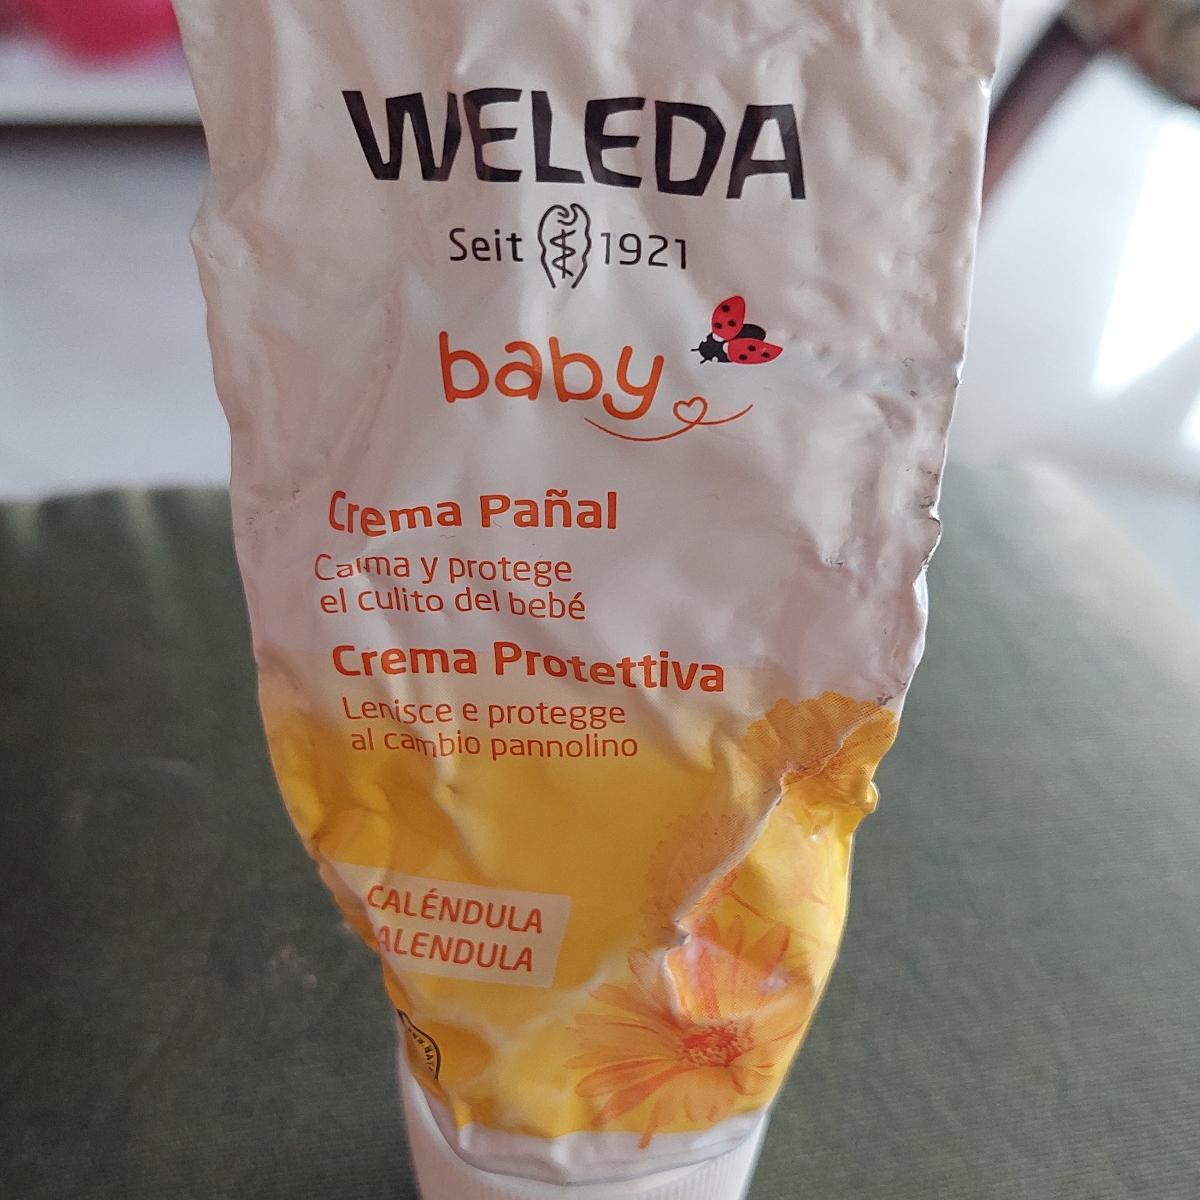 WELEDA
Seit 1921
baby
Crema Pañal
Calma y protege
el culito del bebé
Crema Protettiva
Lenisce e protegge
al cambio pannolino
CALÉNDULA
ALENDULA